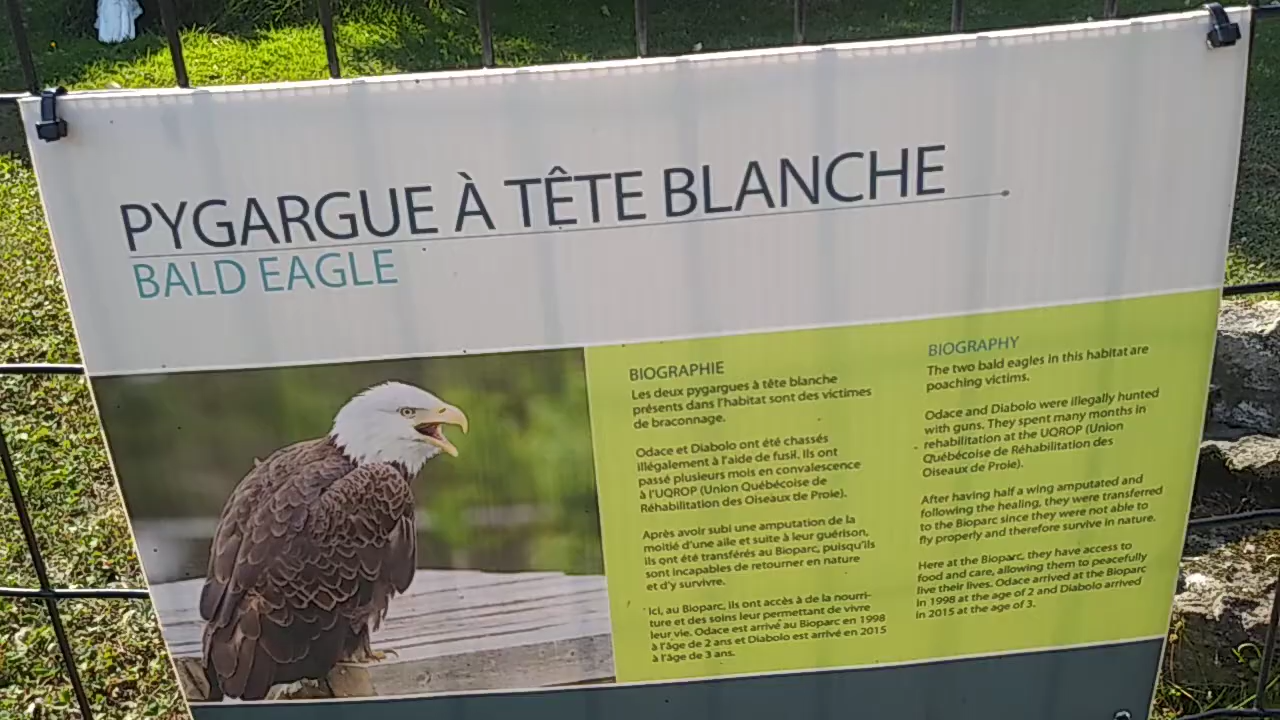 PYGARGUE À TÊTE BLANCHE
BALD EAGLE
BIOGRAPHIE
Les deux pygargues à tête blanche
présents dans l'habitat sont des victimes
de braconnage.
Odace et Diabolo ont été chassés
illégalement à l'aide de fusil. Ils ont
passé plusieurs mois en convalescence
à l'UQROP (Union Québécoise de
Réhabilitation des Oiseaux de Proie).
Après avoir subi une amputation de la
moitié d'une aile et suite à leur guérison,
ils ont été transférés au Bioparc, puisqu'ils
sont incapables de retourner en nature
et d'y survivre.
Ici, au Bioparc, ils ont accès à de la nourri-
ture et des soins leur permettant de vivre
leur vie. Odace est arrivé au Bioparc en 1998
à l'âge de 2 ans et Diabolo est arrivé en 2015
à l'âge de 3 ans.
BIOGRAPHY
The two bald eagles in this habitat are
poaching victims.
Odace and Diabolo were illegally hunted
with guns. They spent many months in
rehabilitation at the UQROP (Union
Québécoise de Réhabilitation des
Oiseaux de Proie).
After having half a wing amputated and
following the healing, they were transferred
to the Bioparc since they were not able to
fly properly and therefore survive in nature.
Here at the Bioparc, they have access to
food and care, allowing them to peacefully
live their lives. Odace arrived at the Bioparc
in 1998 at the age of 2 and Diabolo arrived
in 2015 at the age of 3.